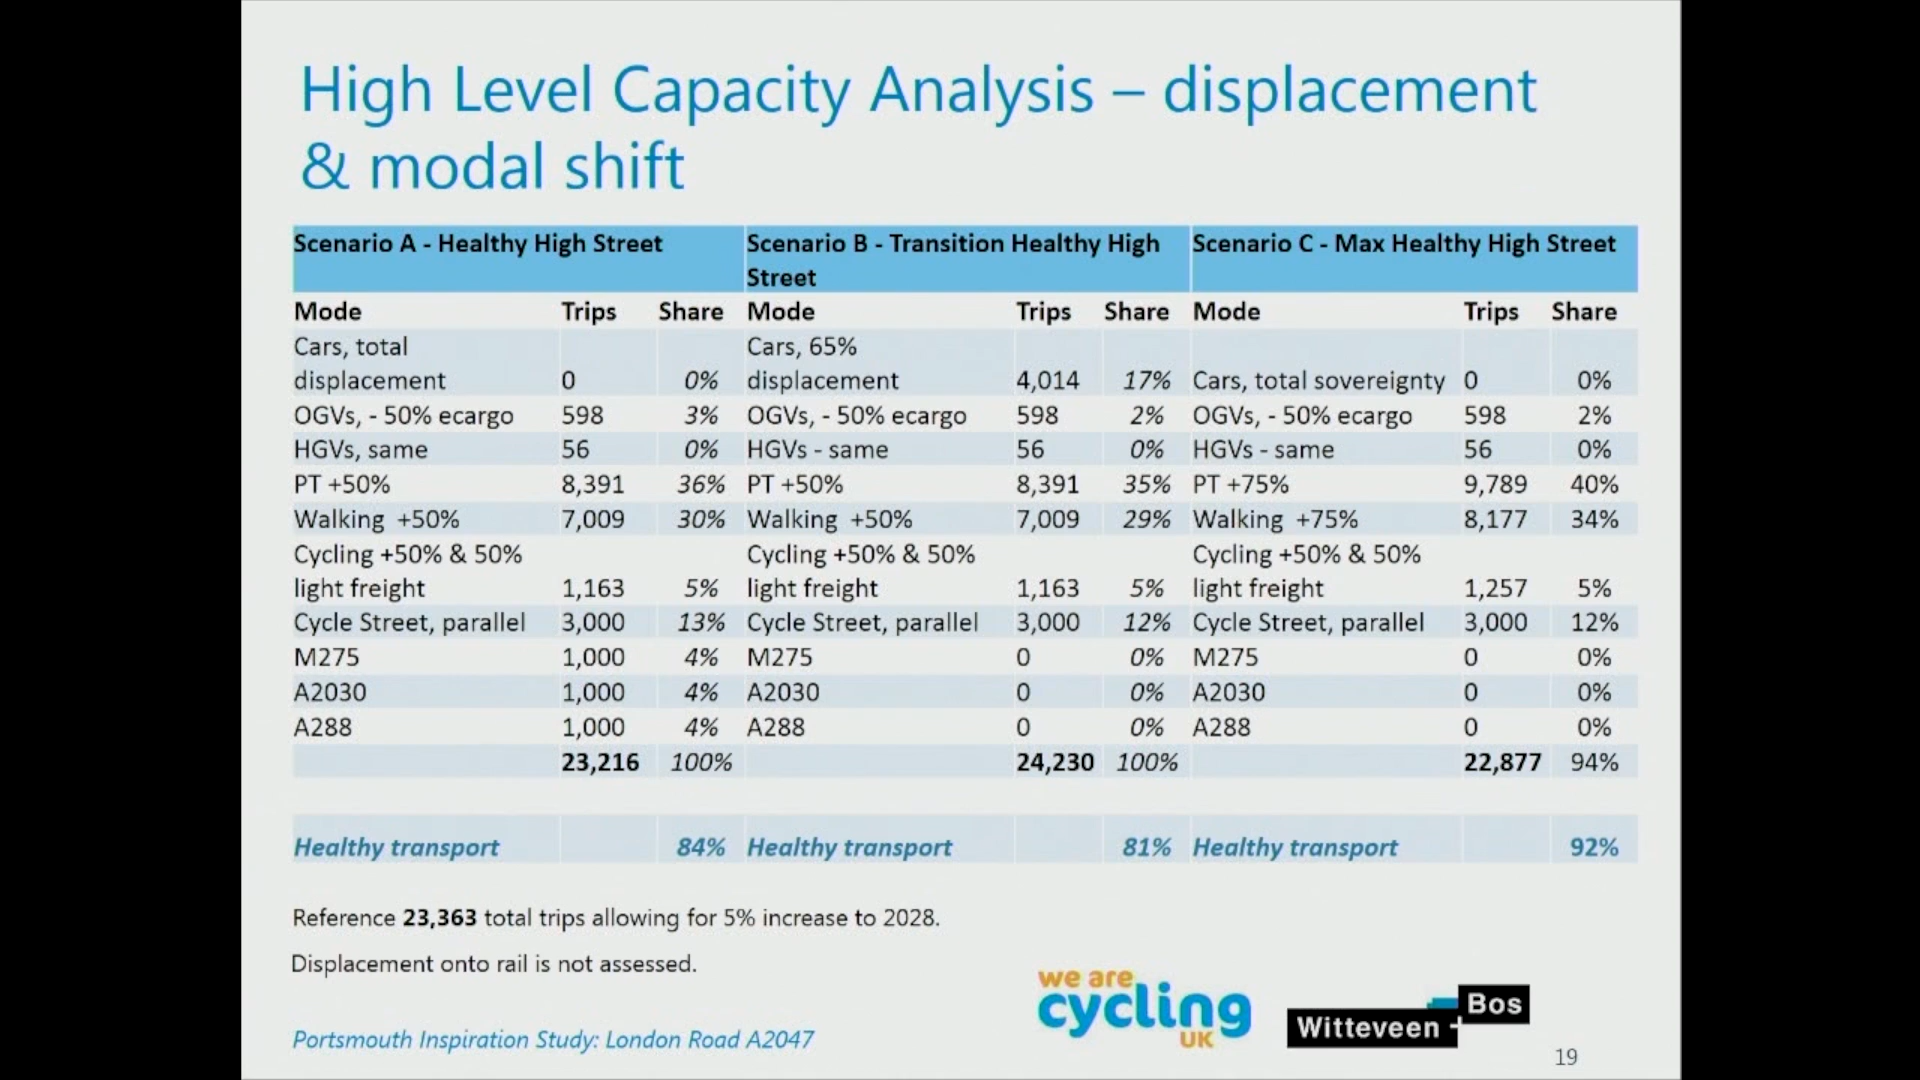 High Level Capacity Analysis – displacement
& modal shift
Scenario A - Healthy High Street Scenario B - Transition Healthy High Street Scenario C - Max Healthy High Street
Mode Trips Share Mode Trips Share Mode Trips Share
Cars, total displacement 0 0% Cars, 65% displacement 4,014 17% Cars, total sovereignty 0 0%
OGVs, - 50% ecargo 598 3% OGVs, - 50% ecargo 598 2% OGVs, - 50% ecargo 598 2%
HGVs, same 56 0% HGVs - same 56 0% HGVs - same 56 0%
PT +50% 8,391 36% PT +50% 8,391 35% PT +75% 9,789 40%
Walking +50% 7,009 30% Walking +50% 7,009 29% Walking +75% 8,177 34%
Cycling +50% & 50% light freight 1,163 5% Cycling +50% & 50% light freight 1,163 5% Cycling +50% & 50% light freight 1,257 5%
Cycle Street, parallel 3,000 13% Cycle Street, parallel 3,000 12% Cycle Street, parallel 3,000 12%
M275 1,000 4% M275 0 0% M275 0 0%
A2030 1,000 4% A2030 0 0% A2030 0 0%
A288 1,000 4% A288 0 0% A288 0 0%
23,216 100% 24,230 100% 22,877 94%
Healthy transport 84% Healthy transport 81% Healthy transport 92%
Reference 23,363 total trips allowing for 5% increase to 2028.
Displacement onto rail is not assessed.
Portsmouth Inspiration Study: London Road A2047
we are
cycling
UK
Witteveen + Bos
19